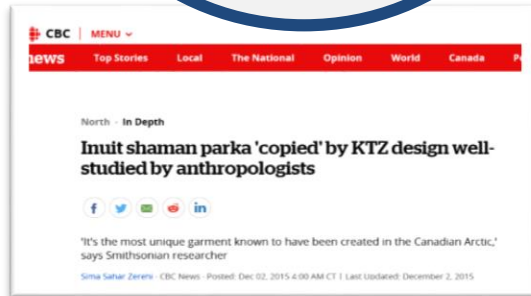 CBC | MENU
news Top Stories Local The National Opinion World Canada
North · In Depth
Inuit shaman parka 'copied' by KTZ design well-
studied by anthropologists
'It's the most unique garment known to have been created in the Canadian Arctic,'
says Smithsonian researcher
Sima Sahar Zerehi · CBC News · Posted: Dec 02, 2015 4:00 AM CT | Last Updated: December 2, 2015